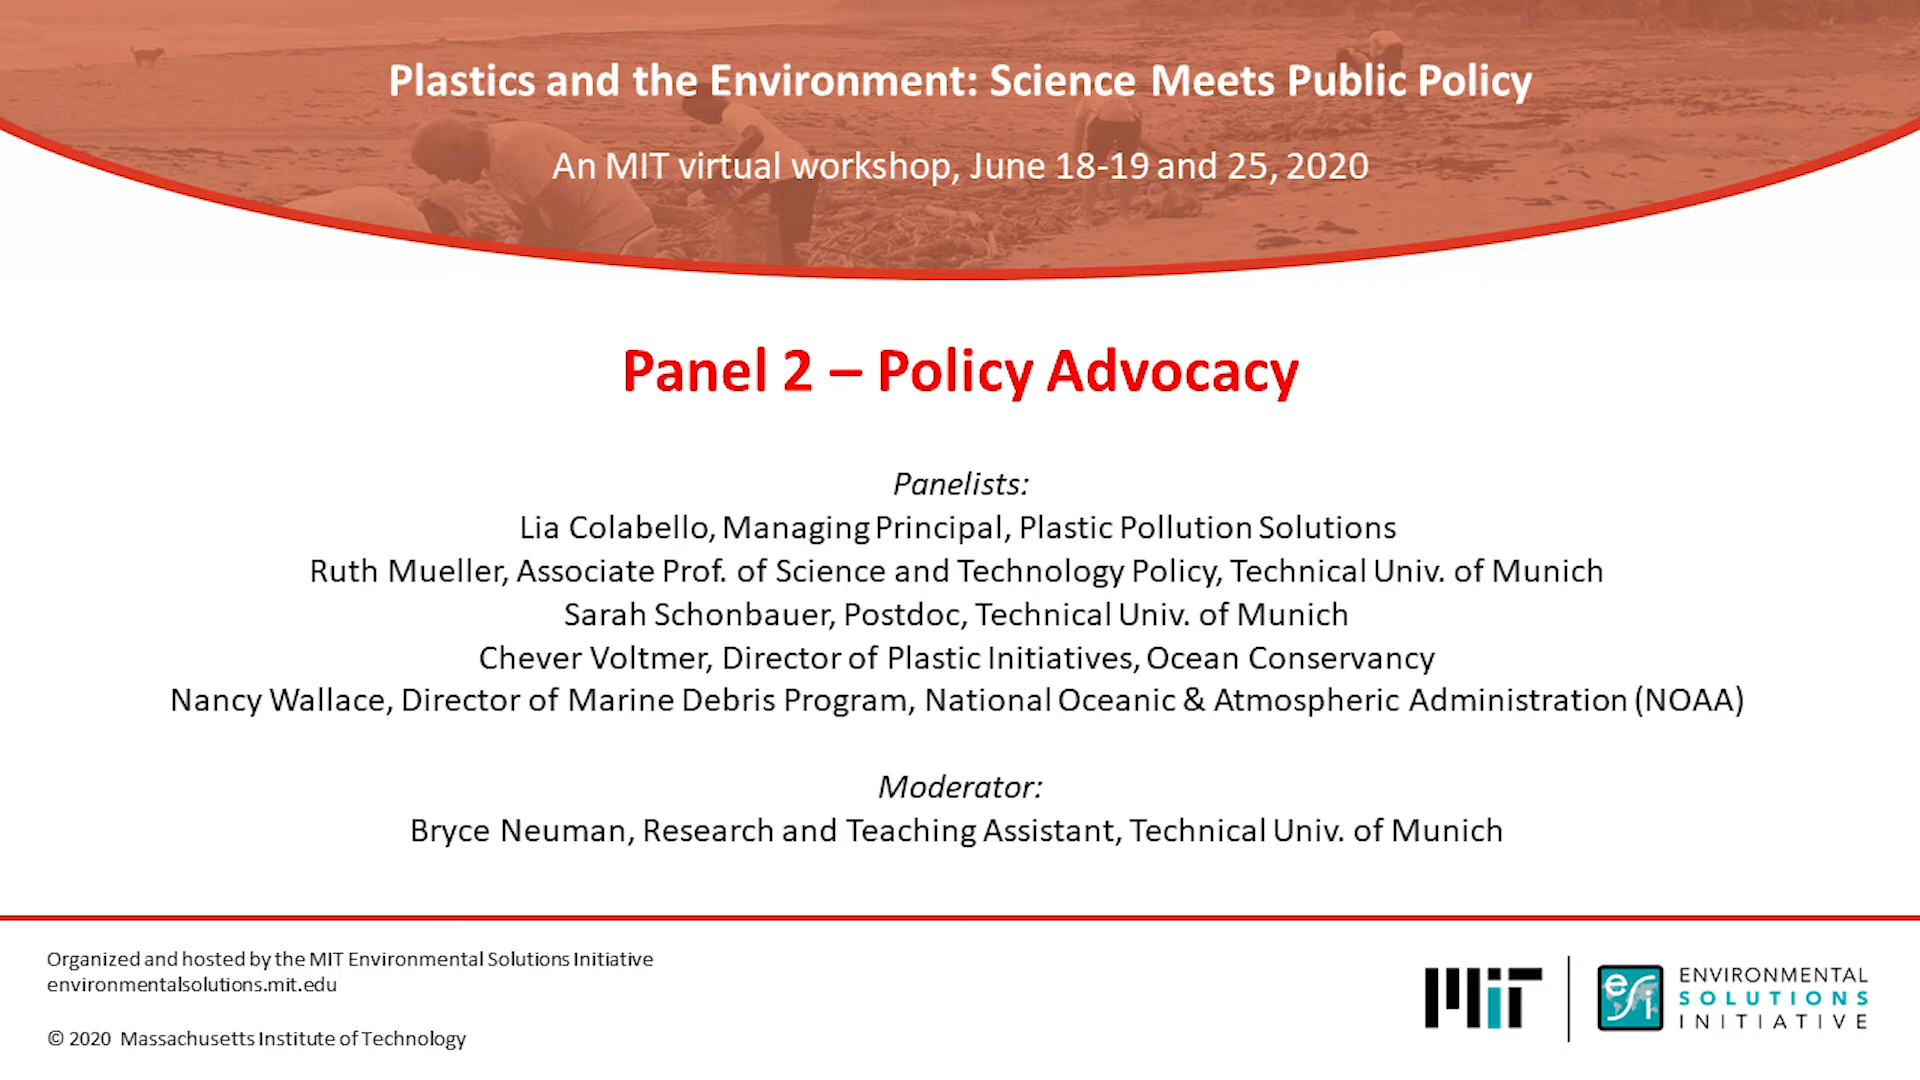 Plastics and the Environment: Science Meets Public Policy
An MIT virtual workshop, June 18-19 and 25, 2020
Panel 2 – Policy Advocacy
Panelists:
Lia Colabello, Managing Principal, Plastic Pollution Solutions
Ruth Mueller, Associate Prof. of Science and Technology Policy, Technical Univ. of Munich
Sarah Schonbauer, Postdoc, Technical Univ. of Munich
Chever Voltmer, Director of Plastic Initiatives, Ocean Conservancy
Nancy Wallace, Director of Marine Debris Program, National Oceanic & Atmospheric Administration (NOAA)
Moderator:
Bryce Neuman, Research and Teaching Assistant, Technical Univ. of Munich
Organized and hosted by the MIT Environmental Solutions Initiative
environmentalsolutions.mit.edu
© 2020 Massachusetts Institute of Technology
MIT
esi
ENVIRONMENTAL
SOLUTIONS
INITIATIVE